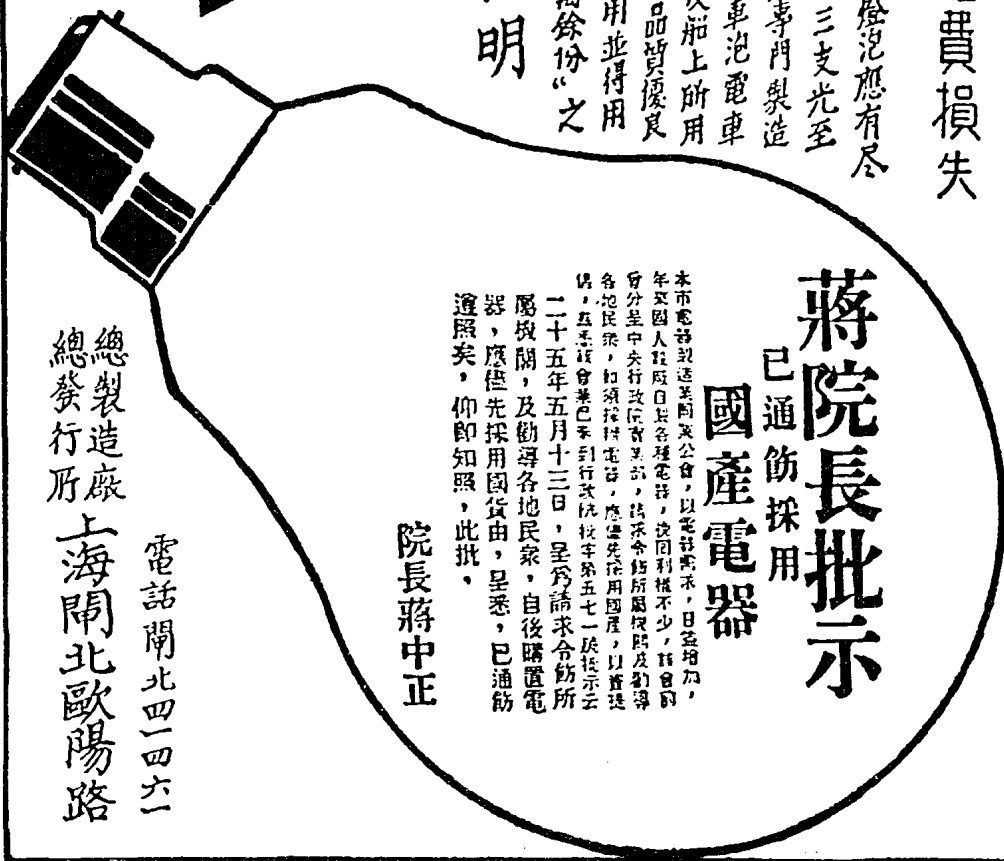 費損失
燈泡應有尽
三支光至
專門製造
車泡電車
船上所用
品質優良
用並得用
餘份“之
明
蔣院長批示
已通飭採用
國產電器
本市電器製造業同業公會，以電器需求，日益增加，
年來國人設廠自製各種電器，挽回利權不少，該會前
曾分呈中央行政院實業部，請求令飭所屬機關及勸導
各地民衆，如須採購電器，應儘先採用國產，以資提
倡，茲悉該會業已奉到行政院批字第五七一號批示云
二十五年五月十三日，呈為請求令飭所
屬機關，及勸導各地民衆，自後購置電
器，應儘先採用國貨由，呈悉，已通飭
遵照矣，仰即知照，此批，
院長蔣中正
電話閘北四一四六一
總製造廠
總發行所
上海閘北歐陽路